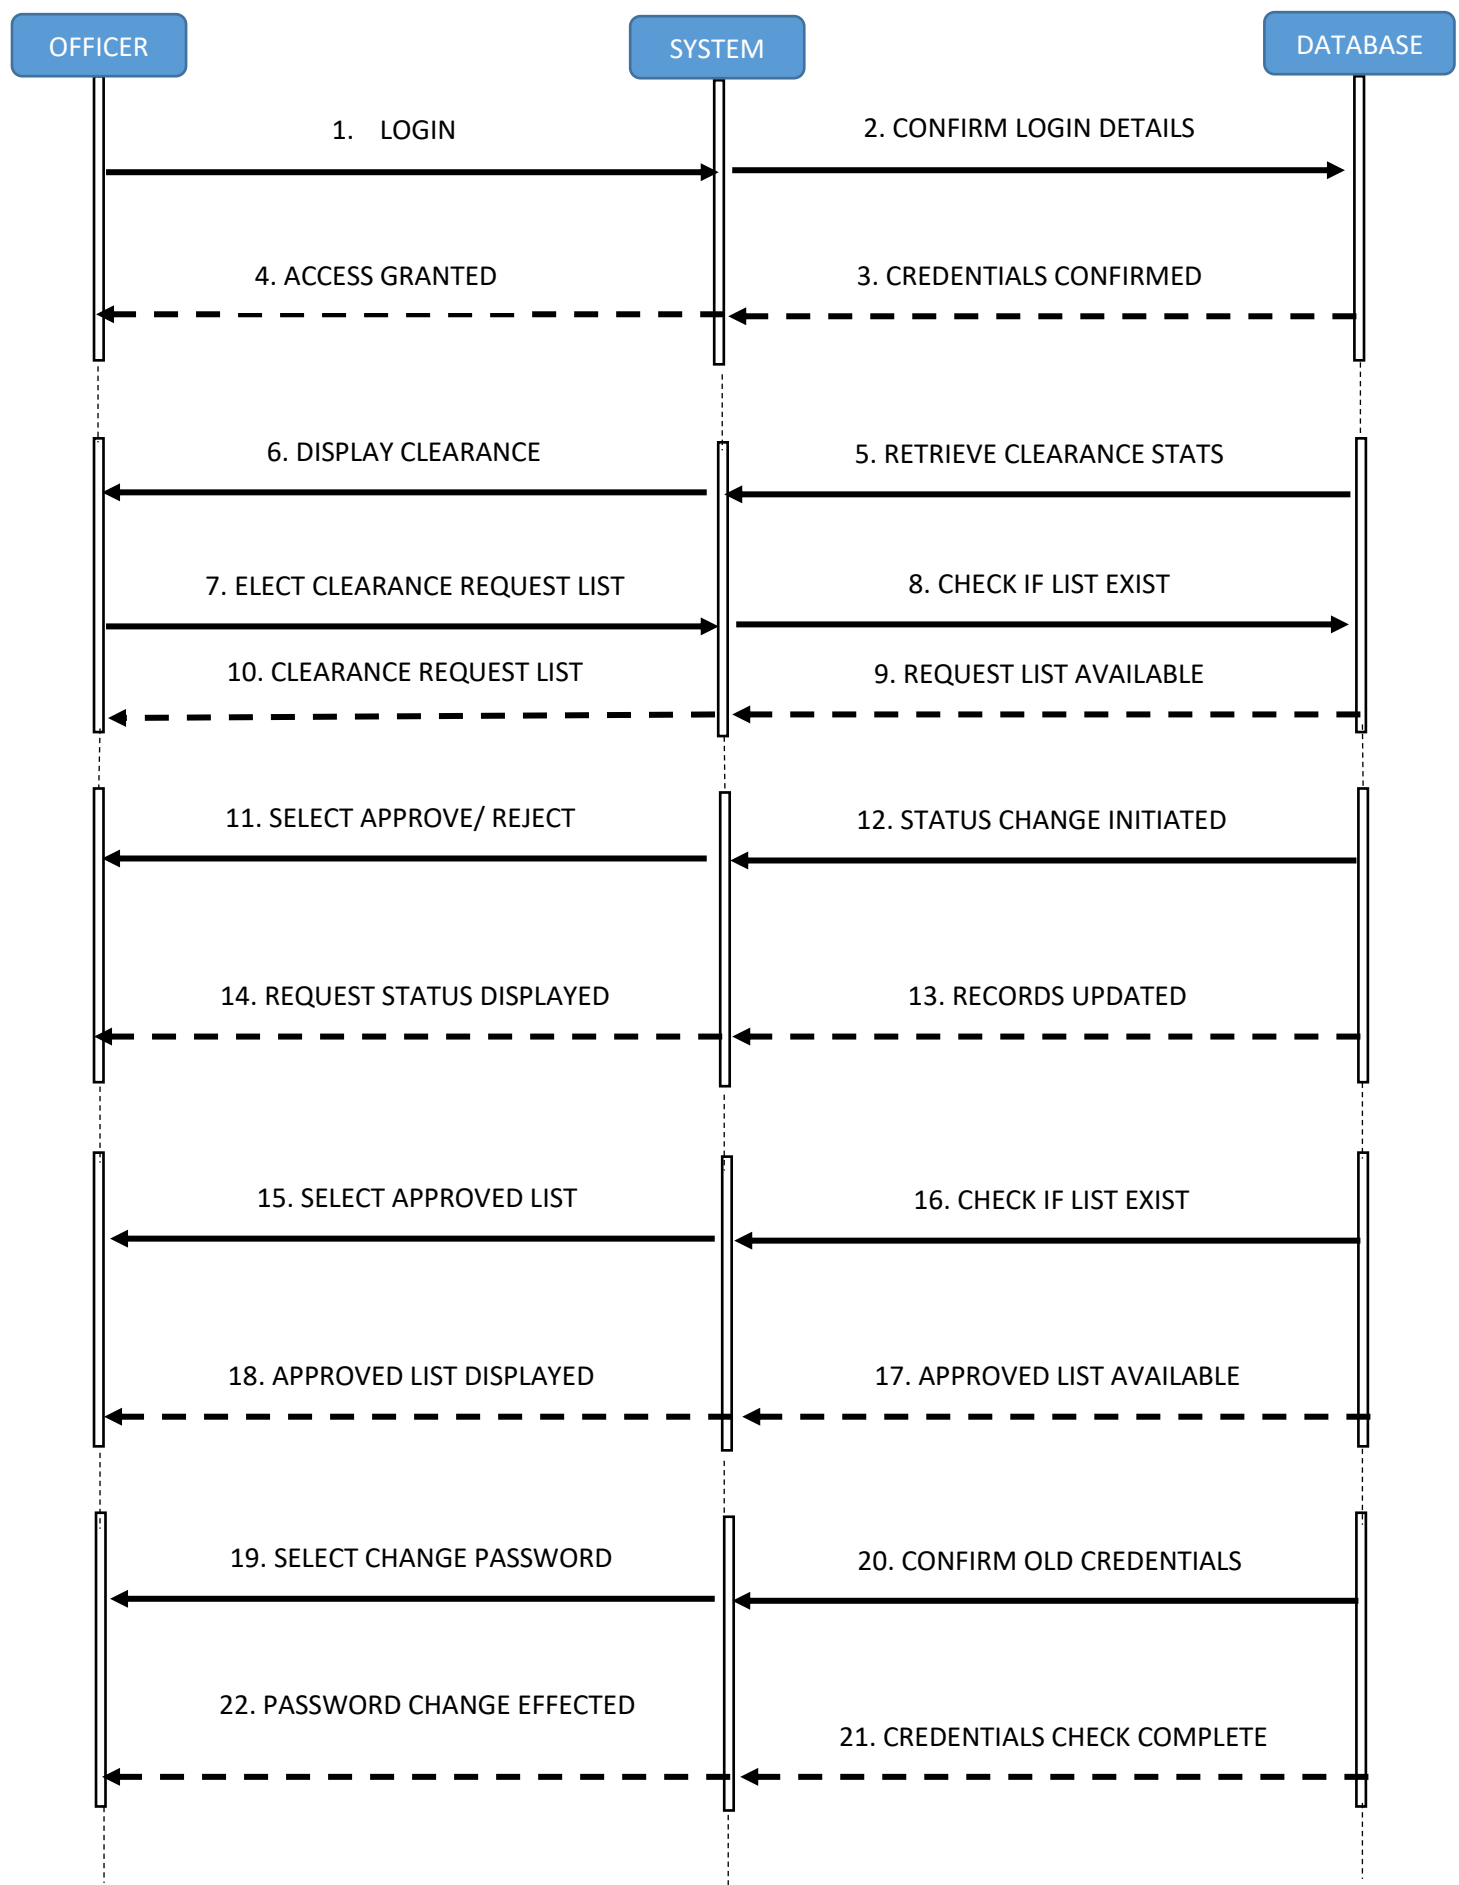 OFFICER
SYSTEM
DATABASE
1. LOGIN
2. CONFIRM LOGIN DETAILS
4. ACCESS GRANTED
3. CREDENTIALS CONFIRMED
6. DISPLAY CLEARANCE
5. RETRIEVE CLEARANCE STATS
7. ELECT CLEARANCE REQUEST LIST
8. CHECK IF LIST EXIST
10. CLEARANCE REQUEST LIST
9. REQUEST LIST AVAILABLE
11. SELECT APPROVE/ REJECT
12. STATUS CHANGE INITIATED
14. REQUEST STATUS DISPLAYED
13. RECORDS UPDATED
15. SELECT APPROVED LIST
16. CHECK IF LIST EXIST
18. APPROVED LIST DISPLAYED
17. APPROVED LIST AVAILABLE
19. SELECT CHANGE PASSWORD
20. CONFIRM OLD CREDENTIALS
22. PASSWORD CHANGE EFFECTED
21. CREDENTIALS CHECK COMPLETE